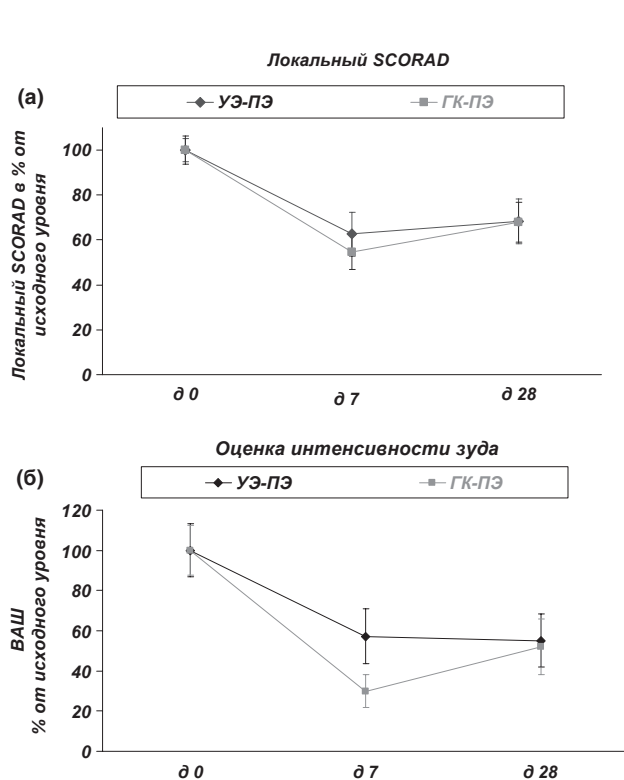 Локальный SCORAD
(а)
УЭ-ПЭ ГК-ПЭ
Локальный SCORAD в % от
исходного уровня
100
80
60
40
20
0
д 0 д 7 д 28
Оценка интенсивности зуда
(б)
УЭ-ПЭ ГК-ПЭ
ВАШ
% от исходного уровня
120
100
80
60
40
20
0
д 0 д 7 д 28